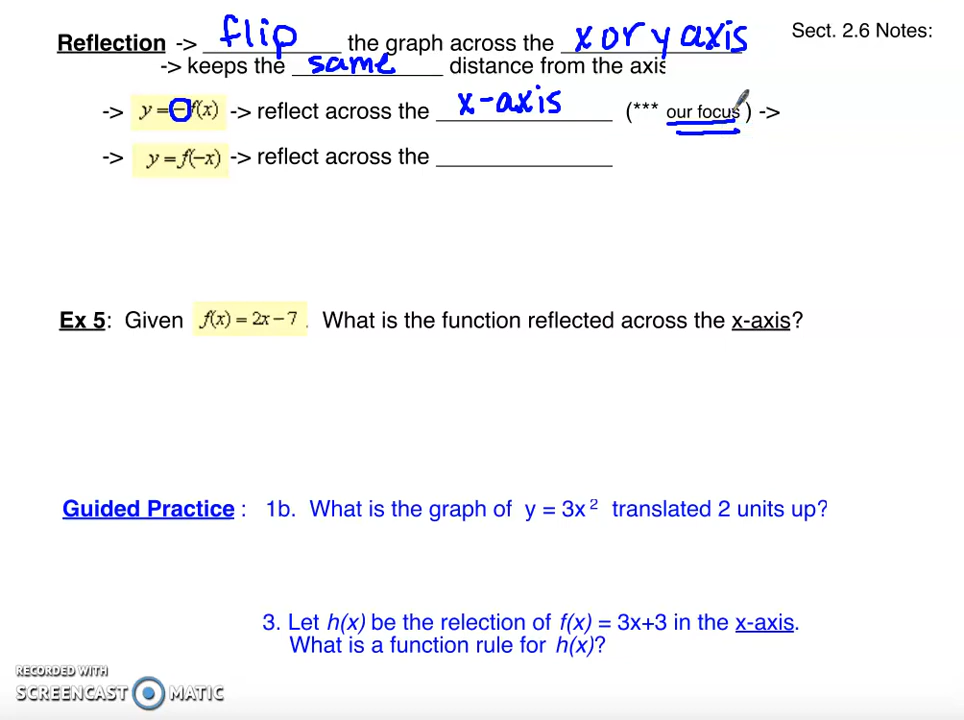 Reflection -> flip the graph across the x or y axis Sect. 2.6 Notes:
-> keeps the same distance from the axis
-> y = -f(x) -> reflect across the x-axis (*** our focus ) ->
-> y = f(-x) -> reflect across the ____________
Ex 5: Given f(x) = 2x - 7 . What is the function reflected across the x-axis?
Guided Practice : 1b. What is the graph of y = 3x² translated 2 units up?
3. Let h(x) be the relection of f(x) = 3x+3 in the x-axis.
What is a function rule for h(x)?
RECORDED WITH
SCREENCAST MATIC